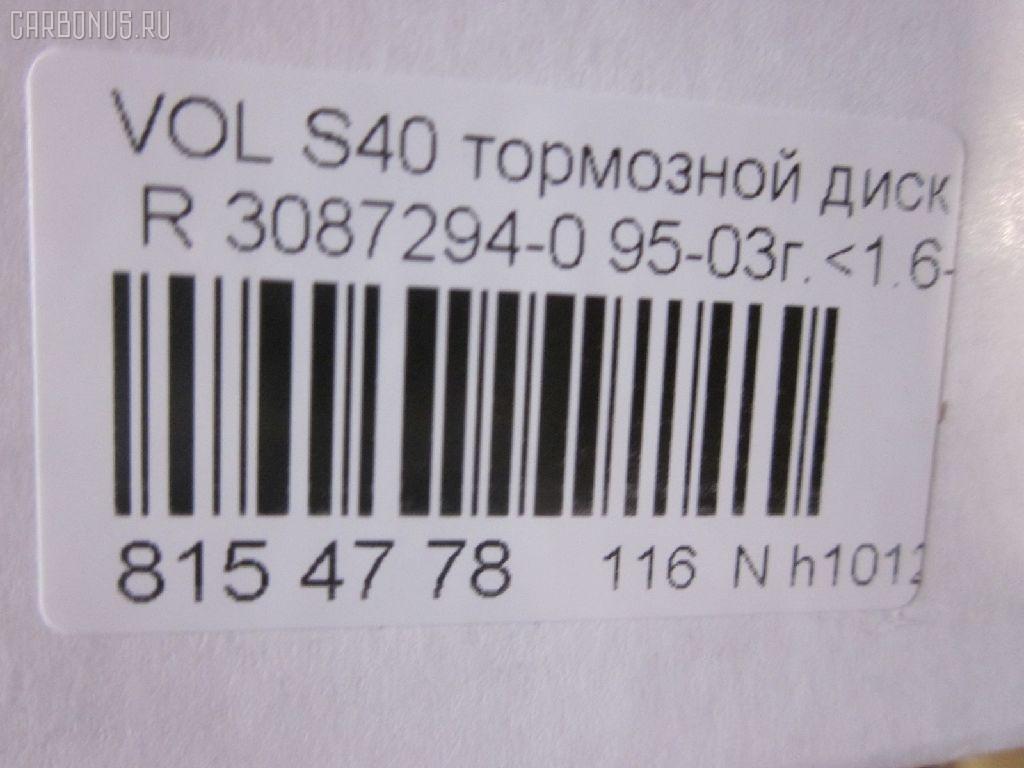 CARBONUS.RU
VOL S40 тормозной диск
R 3087294-0 95-03г. <1.6-
815 47 78 116 N h1012